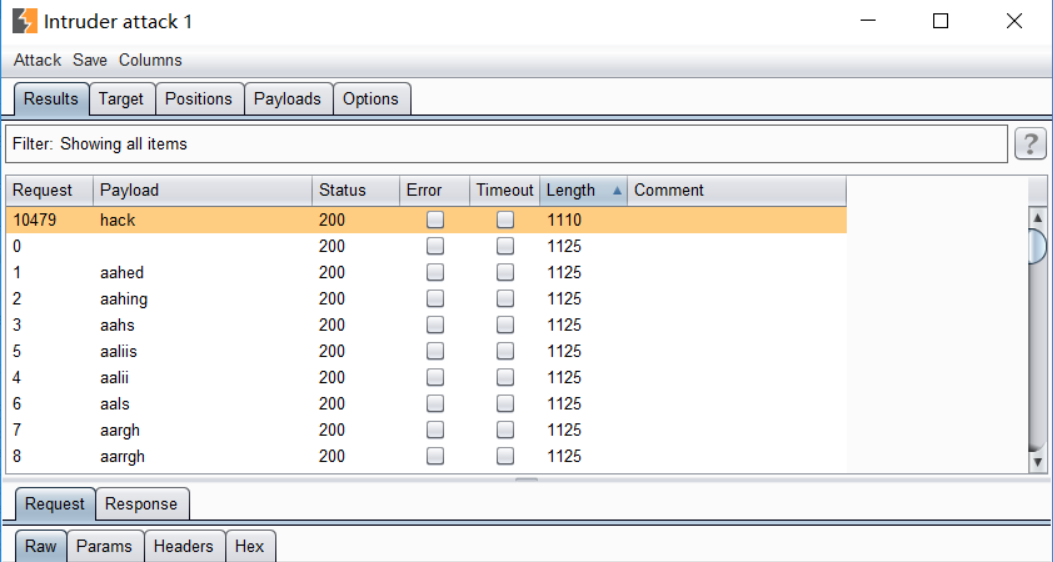 Intruder attack 1
Attack Save Columns
Results Target Positions Payloads Options
Filter: Showing all items ?
Request Payload Status Error Timeout Length Comment
10479 hack 200 1110
0 200 1125
1 aahed 200 1125
2 aahing 200 1125
3 aahs 200 1125
5 aaliis 200 1125
4 aalii 200 1125
6 aals 200 1125
7 aargh 200 1125
8 aarrgh 200 1125
Request Response
Raw Params Headers Hex